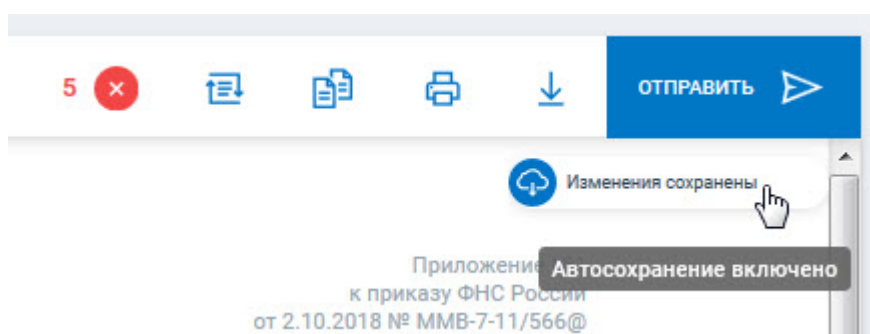 5
ОТПРАВИТЬ
Изменения сохранены
Автосохранение включено
Приложение
к приказу ФНС России
от 2.10.2018 № ММВ-7-11/566@